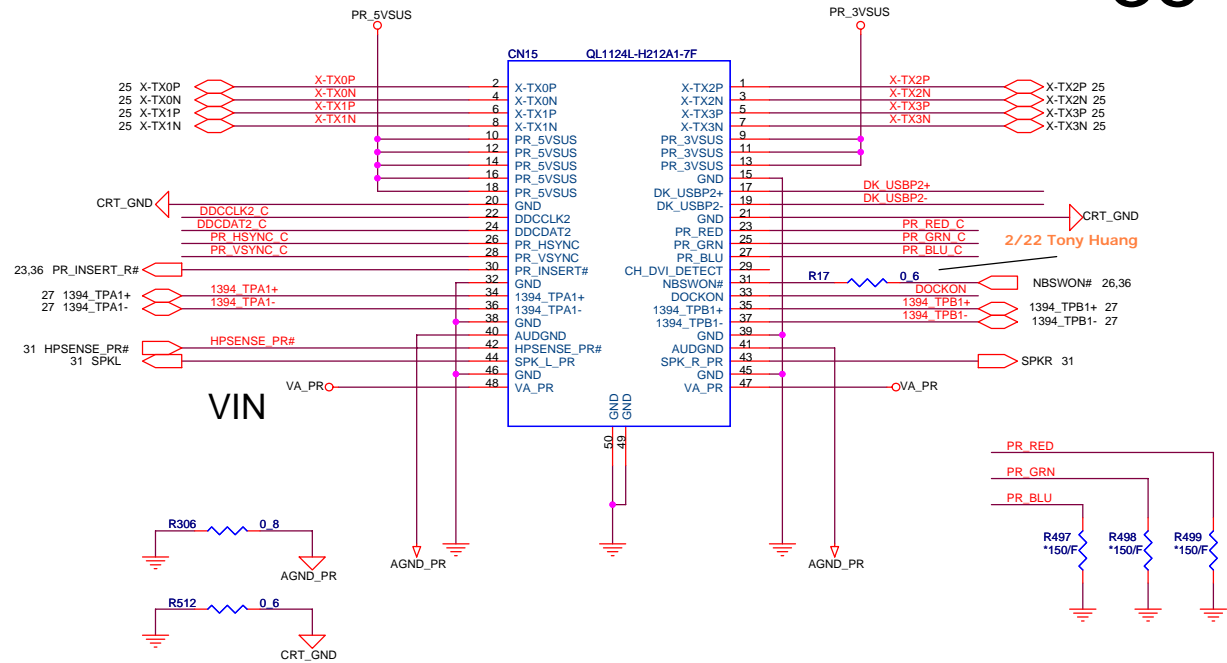 PR_5VSUS
PR_3VSUS
CN15 QL1124L-H212A1-7F
25 X-TX0P X-TX0P 2 X-TX0P X-TX2P 1 X-TX2P X-TX2P 25
25 X-TX0N X-TX0N 4 X-TX0N X-TX2N 3 X-TX2N X-TX2N 25
25 X-TX1P X-TX1P 6 X-TX1P X-TX3P 5 X-TX3P X-TX3P 25
25 X-TX1N X-TX1N 8 X-TX1N X-TX3N 7 X-TX3N X-TX3N 25
10 PR_5VSUS PR_3VSUS 9
12 PR_5VSUS PR_3VSUS 11
14 PR_5VSUS PR_3VSUS 13
16 PR_5VSUS GND 15
18 PR_5VSUS DK_USBP2+ 17 DK_USBP2+
CRT_GND 20 GND DK_USBP2- 19 DK_USBP2-
DDCCLK2_C 22 DDCCLK2 GND 21 CRT_GND
DDCDAT2_C 24 DDCDAT2 PR_RED 23 PR_RED_C
PR_HSYNC_C 26 PR_HSYNC PR_GRN 25 PR_GRN_C
2/22 Tony Huang
PR_VSYNC_C 28 PR_VSYNC PR_BLU 27 PR_BLU_C
23,36 PR_INSERT_R# 30 PR_INSERT# CH_DVI_DETECT 29
32 GND NBSWON# 31 R17 0_6 NBSWON# 26,36
27 1394_TPA1+ 1394_TPA1+ 34 1394_TPA1+ DOCKON 33 DOCKON
27 1394_TPA1- 1394_TPA1- 36 1394_TPA1- 1394_TPB1+ 35 1394_TPB1+ 1394_TPB1+ 27
38 GND 1394_TPB1- 37 1394_TPB1- 1394_TPB1- 27
40 AUDGND GND 39
31 HPSENSE_PR# HPSENSE_PR# 42 HPSENSE_PR# AUDGND 41
31 SPKL 44 SPK_L_PR SPK_R_PR 43 SPKR 31
46 GND GND 45
VA_PR 48 VA_PR VA_PR 47 VA_PR
VIN
GND GND
50 49
PR_RED
PR_GRN
PR_BLU
R306 0_8
R497 *150/F
R498 *150/F
R499 *150/F
AGND_PR
AGND_PR
AGND_PR
R512 0_6
CRT_GND